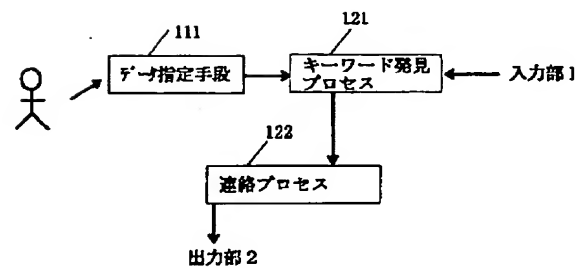 111
121
データ指定手段
キーワード発見
プロセス
入力部1
122
連絡プロセス
出力部2